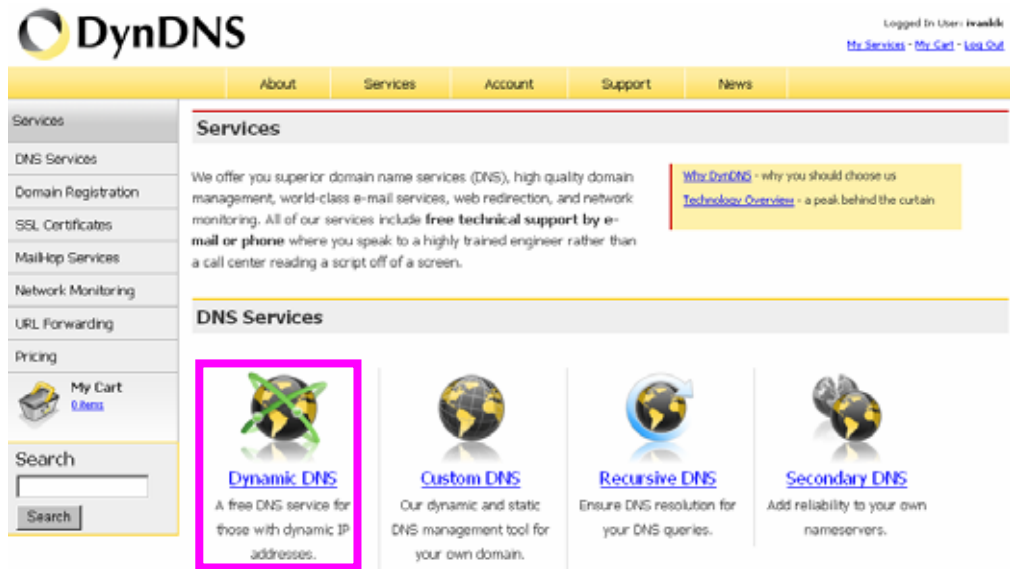 DynDNS
Logged In User: ivankk
My Services - My Cart - Log Out
About Services Account Support News
Services
DNS Services
Domain Registration
SSL Certificates
MailHop Services
Network Monitoring
URL Forwarding
Pricing
My Cart
0 items
Search
Search
Services
We offer you superior domain name services (DNS), high quality domain
management, world-class e-mail services, web redirection, and network
monitoring. All of our services include free technical support by e-
mail or phone where you speak to a highly trained engineer rather than
a call center reading a script off of a screen.
Why DynDNS - why you should choose us
Technology Overview - a peak behind the curtain
DNS Services
Dynamic DNS
A free DNS service for
those with dynamic IP
addresses.
Custom DNS
Our dynamic and static
DNS management tool for
your own domain.
Recursive DNS
Ensure DNS resolution for
your DNS queries.
Secondary DNS
Add reliability to your own
nameservers.